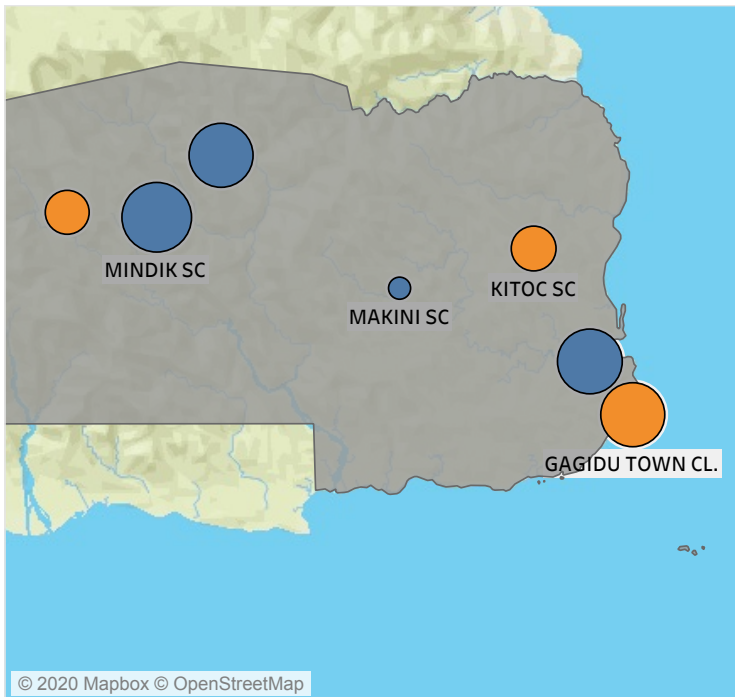 MINDIK SC
KITOC SC
MAKINI SC
GAGIDU TOWN CL.
© 2020 Mapbox © OpenStreetMap